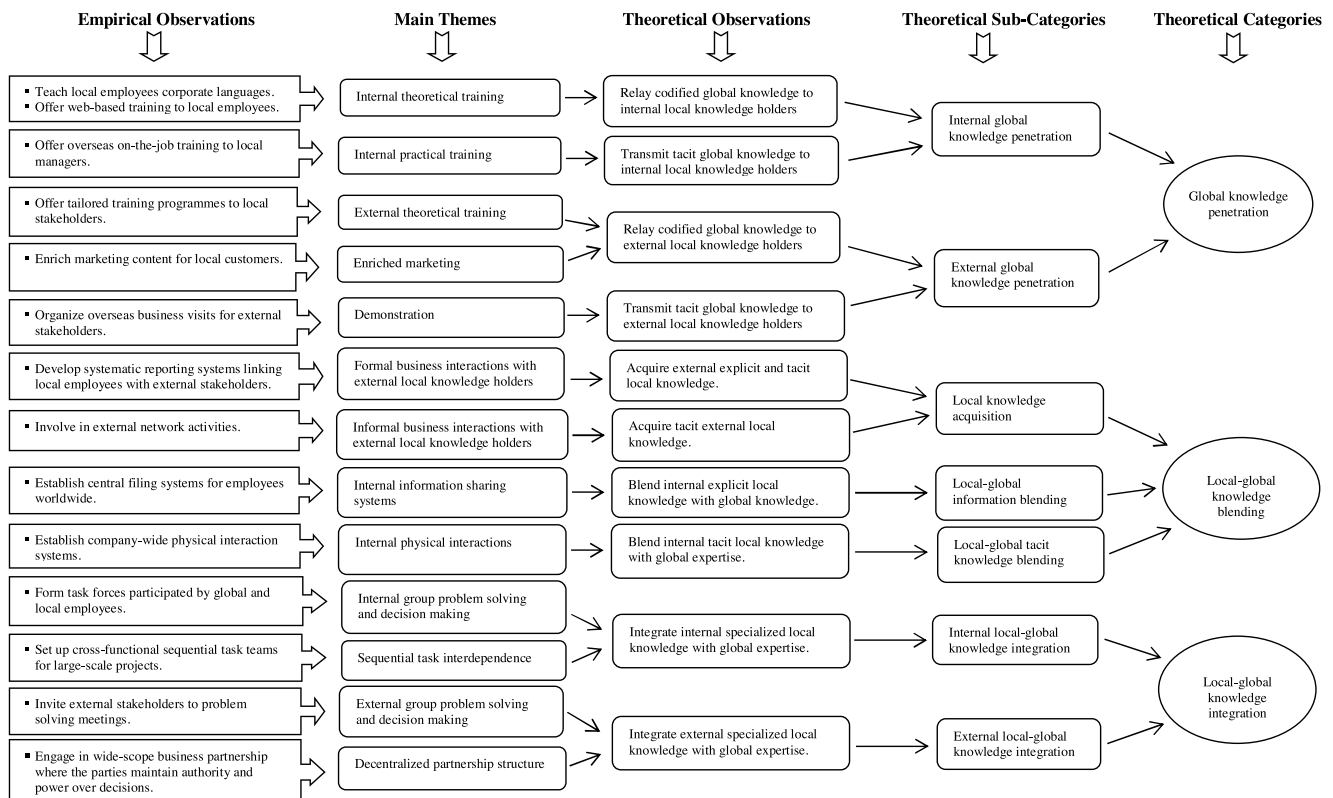 Empirical Observations
Main Themes
Theoretical Observations
Theoretical Sub-Categories
Theoretical Categories
▪ Teach local employees corporate languages.
▪ Offer web-based training to local employees.
▪ Offer overseas on-the-job training to local
managers.
▪ Offer tailored training programmes to local
stakeholders.
▪ Enrich marketing content for local customers.
▪ Organize overseas business visits for external
stakeholders.
▪ Develop systematic reporting systems linking
local employees with external stakeholders.
▪ Involve in external network activities.
▪ Establish central filing systems for employees
worldwide.
▪ Establish company-wide physical interaction
systems.
▪ Form task forces participated by global and
local employees.
▪ Set up cross-functional sequential task teams
for large-scale projects.
▪ Invite external stakeholders to problem
solving meetings.
▪ Engage in wide-scope business partnership
where the parties maintain authority and
power over decisions.
Internal theoretical training
Internal practical training
External theoretical training
Enriched marketing
Demonstration
Formal business interactions with
external local knowledge holders
Informal business interactions with
external local knowledge holders
Internal information sharing
systems
Internal physical interactions
Internal group problem solving
and decision making
Sequential task interdependence
External group problem solving
and decision making
Decentralized partnership structure
Relay codified global knowledge to
internal local knowledge holders
Transmit tacit global knowledge to
internal local knowledge holders
Relay codified global knowledge to
external local knowledge holders
Transmit tacit global knowledge to
external local knowledge holders
Acquire external explicit and tacit
local knowledge.
Acquire tacit external local
knowledge.
Blend internal explicit local
knowledge with global knowledge.
Blend internal tacit local knowledge
with global expertise.
Integrate internal specialized local
knowledge with global expertise.
Integrate external specialized local
knowledge with global expertise.
Internal global
knowledge penetration
External global
knowledge penetration
Local knowledge
acquisition
Local-global
information blending
Local-global tacit
knowledge blending
Internal local-global
knowledge integration
External local-global
knowledge integration
Global knowledge
penetration
Local-global
knowledge
blending
Local-global
knowledge
integration